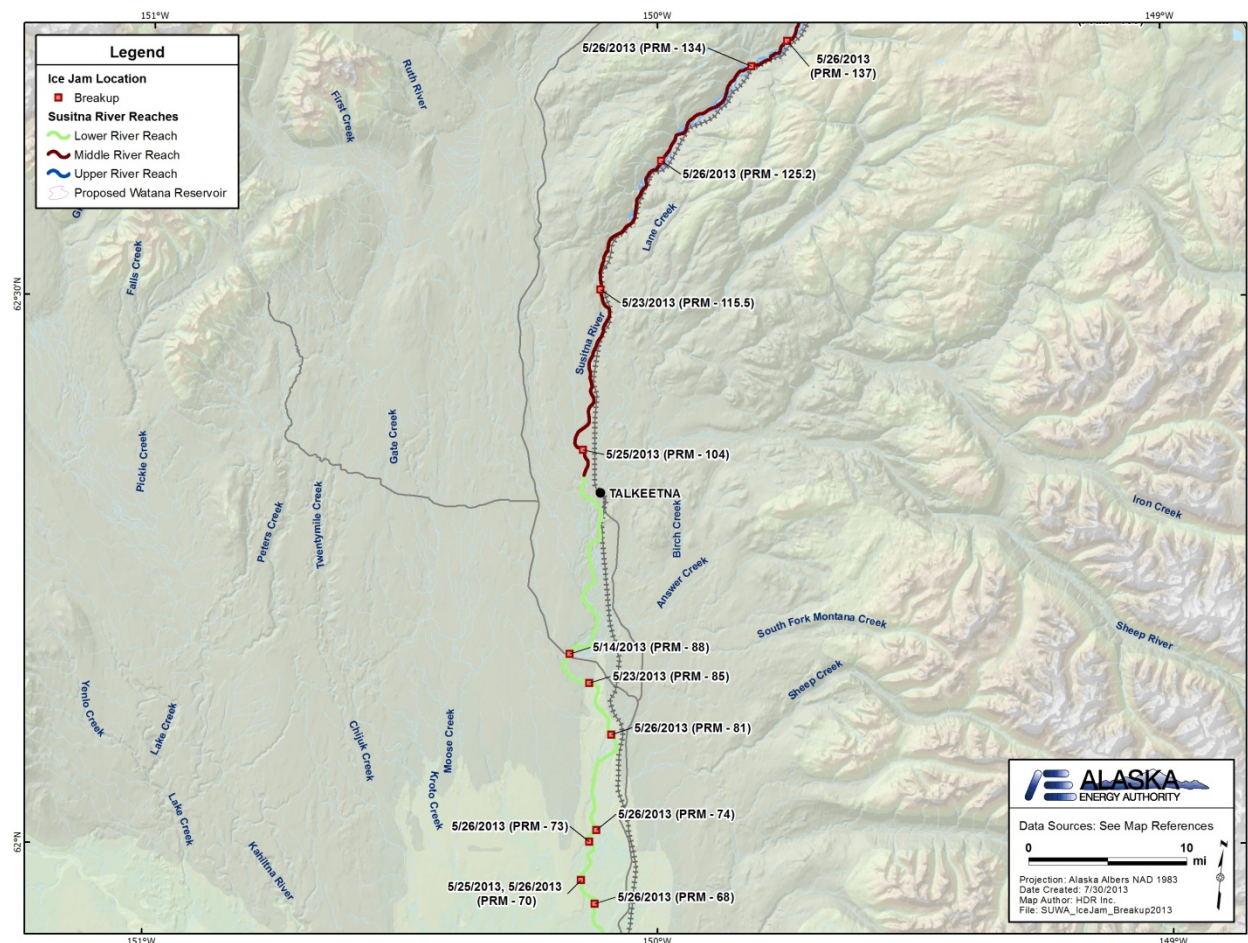 151°W
150°W
149°W
Legend
Ice Jam Location
Breakup
Susitna River Reaches
Lower River Reach
Middle River Reach
Upper River Reach
Proposed Watana Reservoir
Ruth River
First Creek
5/26/2013 (PRM - 134)
5/26/2013
(PRM - 137)
5/26/2013 (PRM - 125.2)
Lane Creek
Falls Creek
62°30'N
62°30'N
5/23/2013 (PRM - 115.5)
Susitna River
Gate Creek
Pickle Creek
5/25/2013 (PRM - 104)
TALKEETNA
Peters Creek
Twentymile Creek
Birch Creek
Iron Creek
Answer Creek
South Fork Montana Creek
Sheep River
5/14/2013 (PRM - 88)
5/23/2013 (PRM - 85)
Sheep Creek
Yenlo Creek
Lake Creek
Chijuk Creek
Moose Creek
5/26/2013 (PRM - 81)
Kroto Creek
Lake Creek
5/26/2013 (PRM - 74)
5/26/2013 (PRM - 73)
62°N
62°N
Kahiltna River
5/25/2013, 5/26/2013
(PRM - 70)
5/26/2013 (PRM - 68)
ALASKA
ENERGY AUTHORITY
Data Sources: See Map References
0 10
mi
N
Projection: Alaska Albers NAD 1983
Date Created: 7/30/2013
Map Author: HDR Inc.
File: SUWA_IceJam_Breakup2013
151°W
150°W
149°W